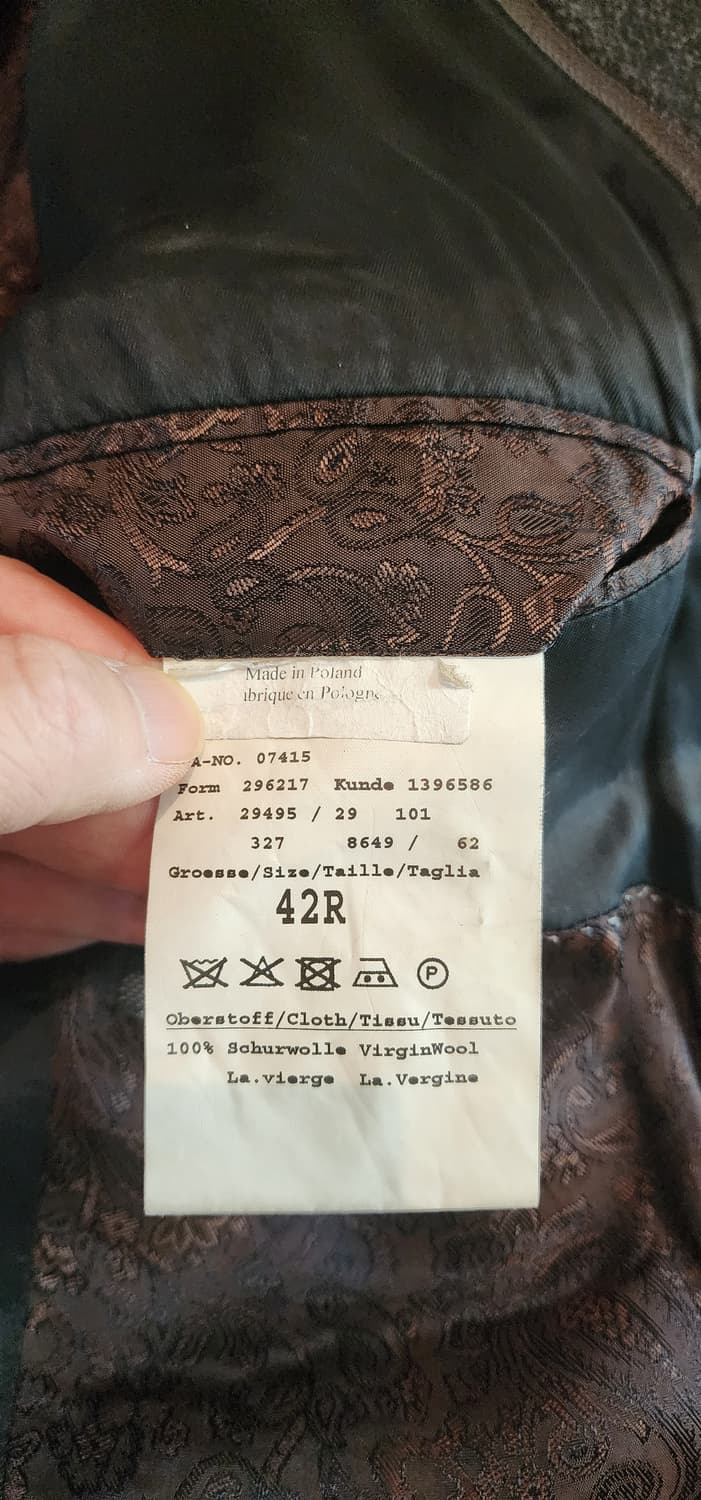 Made in Poland
abrique en Pologne
A-NO. 07415
Form 296217 Kunde 1396586
Art. 29495 / 29 101
327 8649 / 62
Groesse/Size/Taille/Taglia
42R
P
Oberstoff/Cloth/Tissu/Tessuto
100% Schurwolle VirginWool
La.vierge La.Vergine